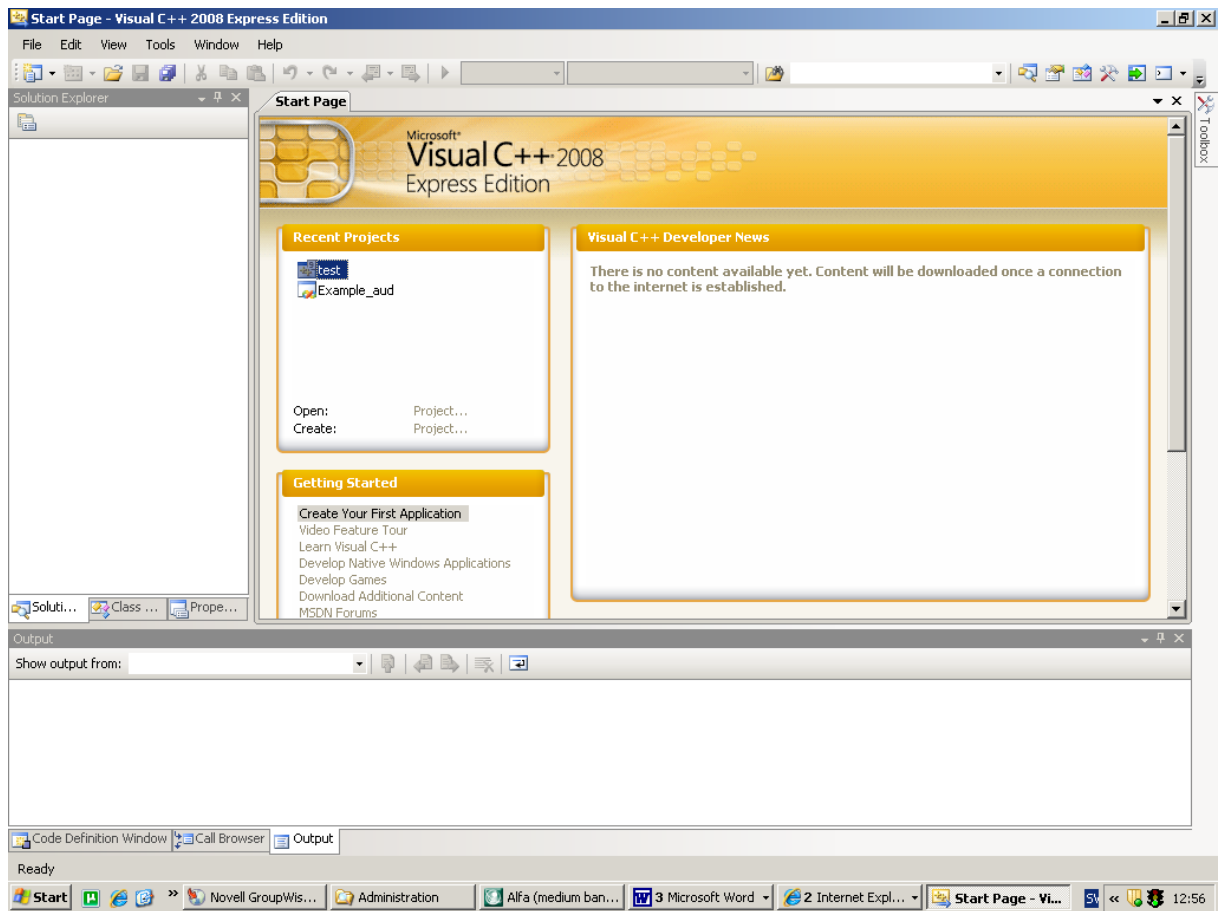 Start Page - Visual C++ 2008 Express Edition
File Edit View Tools Window Help
Solution Explorer
Start Page
Toolbox
Microsoft®
Visual C++ 2008
Express Edition
Recent Projects
test
Example_aud
Open: Project...
Create: Project...
Visual C++ Developer News
There is no content available yet. Content will be downloaded once a connection
to the internet is established.
Getting Started
Create Your First Application
Video Feature Tour
Learn Visual C++
Develop Native Windows Applications
Develop Games
Download Additional Content
MSDN Forums
Soluti... Class ... Prope...
Output
Show output from:
Code Definition Window Call Browser Output
Ready
Start » Novell GroupWis... Administration Alfa (medium ban... 3 Microsoft Word 2 Internet Expl... Start Page - Vi... SV « 12:56